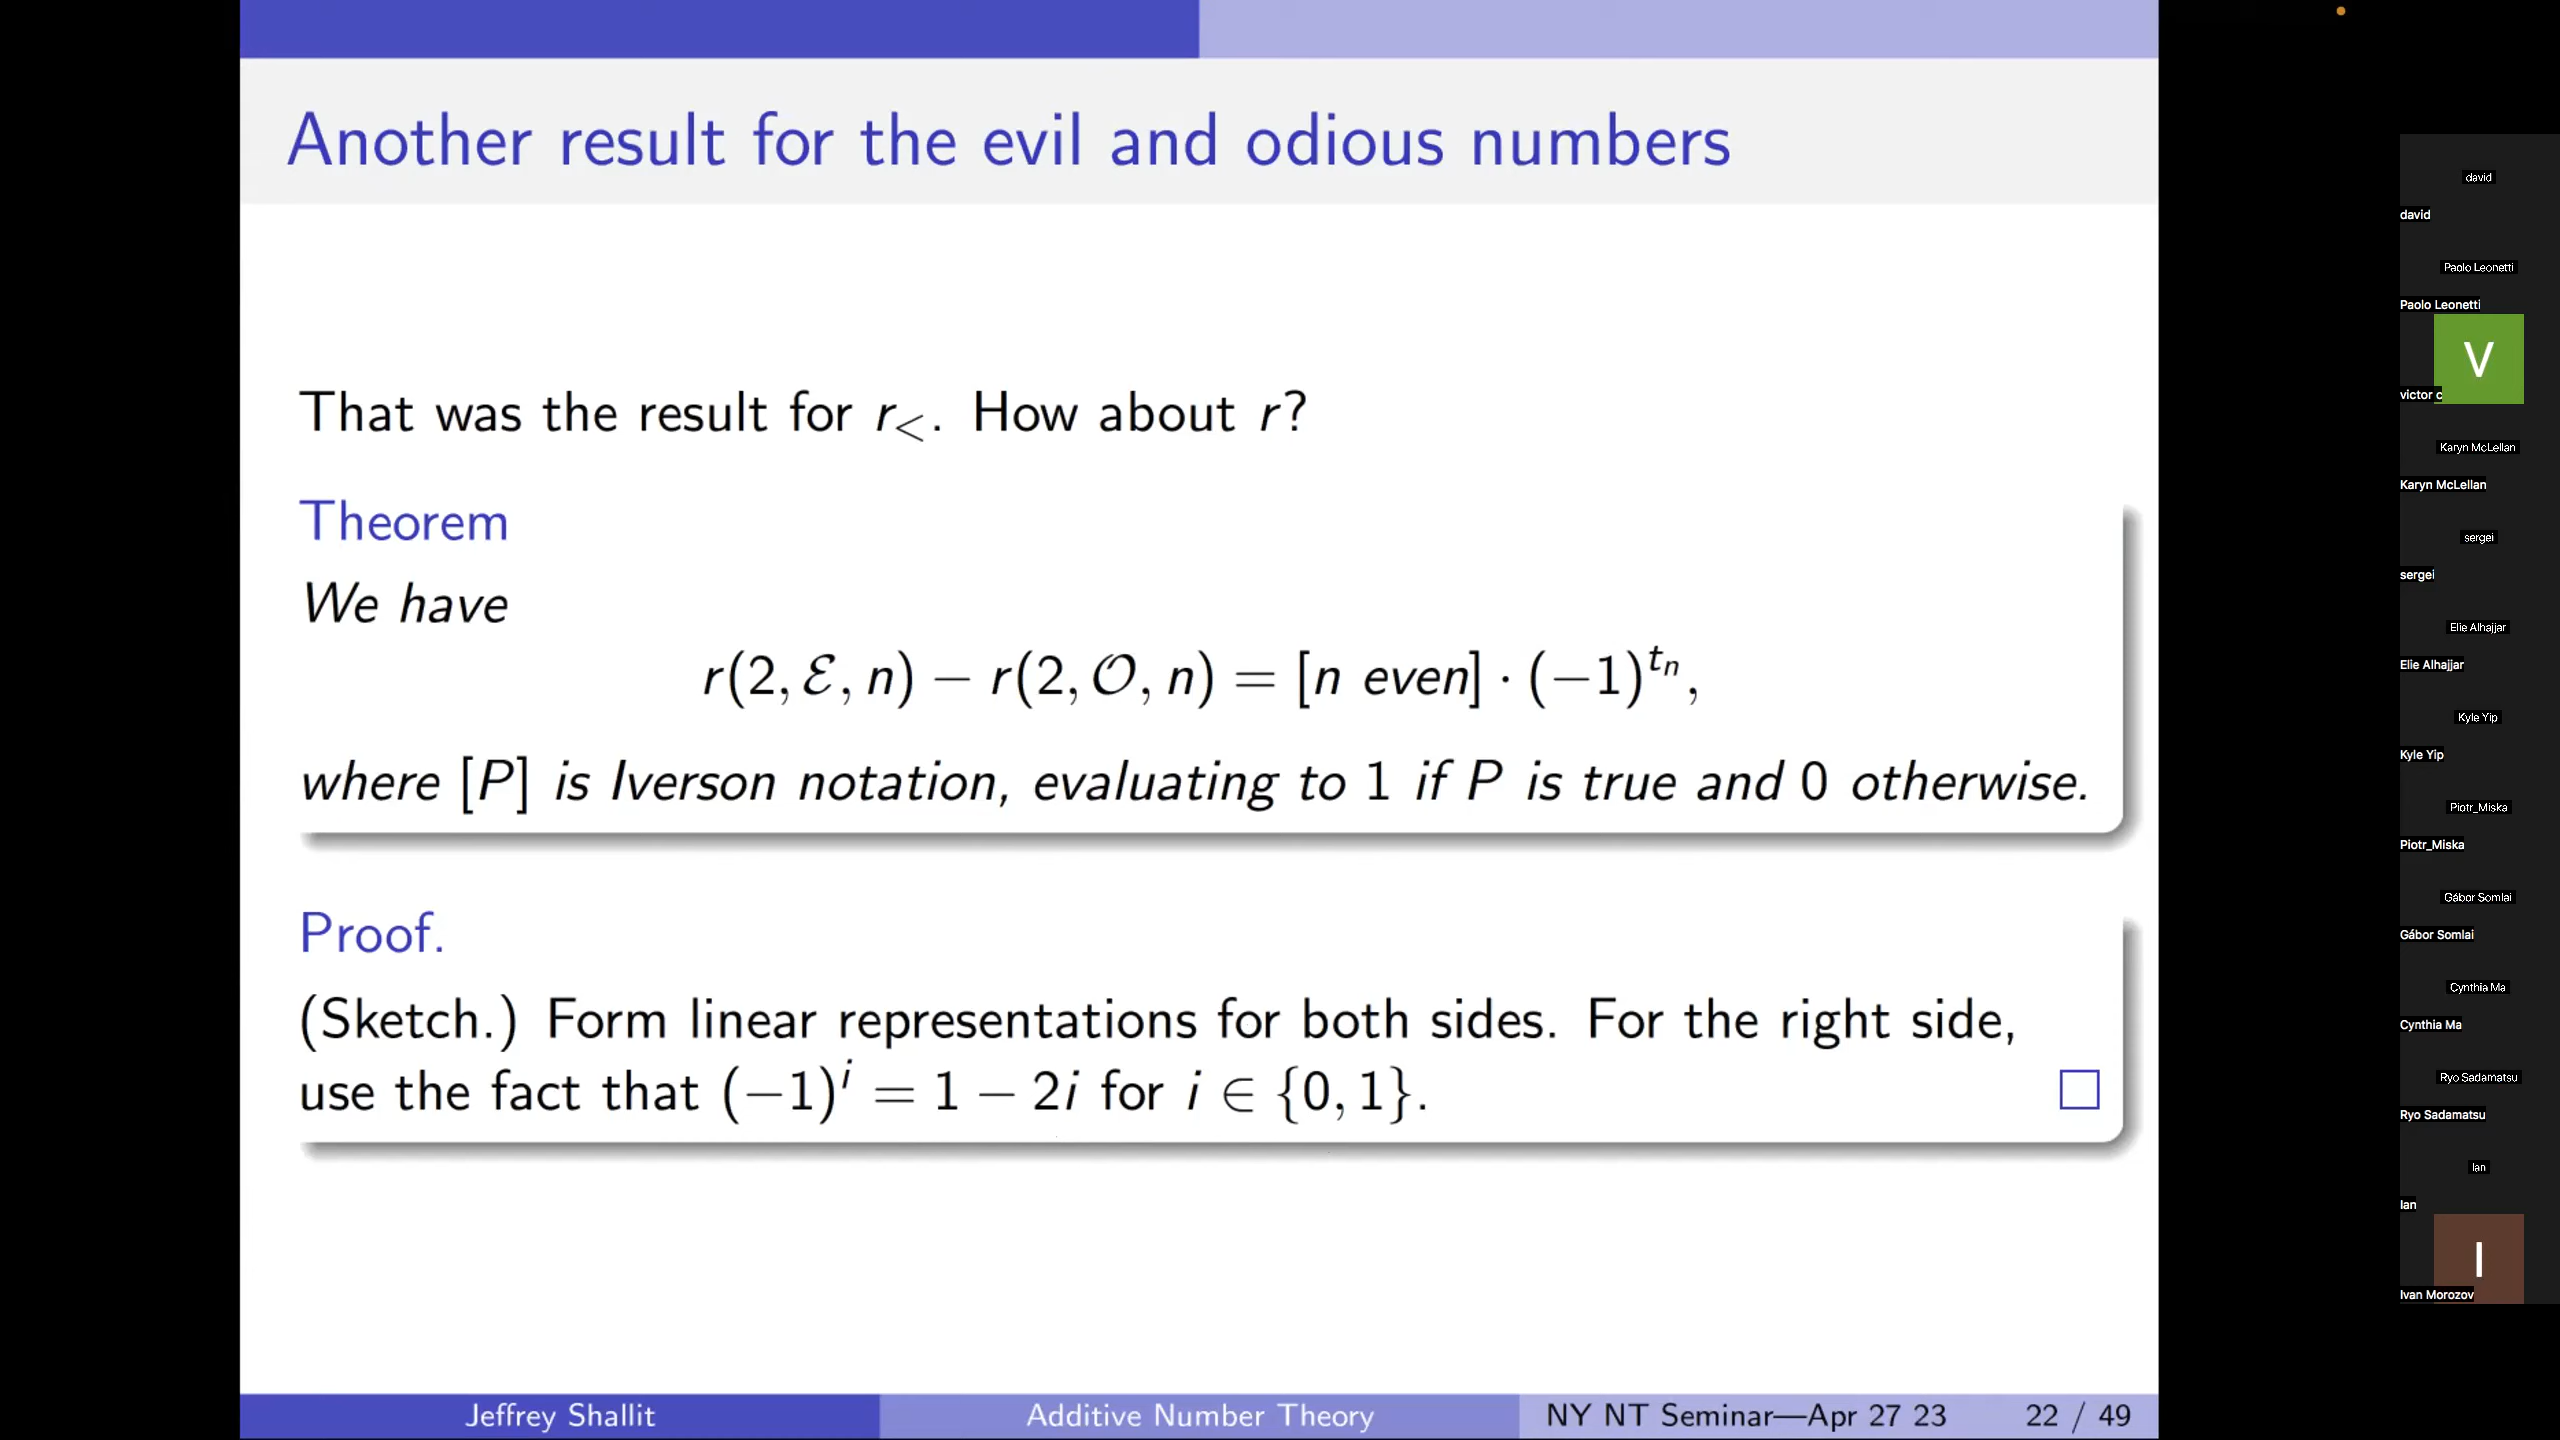 Another result for the evil and odious numbers
That was the result for r<. How about r?
Theorem
We have
r(2, ℰ, n) − r(2, 𝒪, n) = [n even] · (−1)^{t_n},
where [P] is Iverson notation, evaluating to 1 if P is true and 0 otherwise.
Proof.
(Sketch.) Form linear representations for both sides. For the right side,
use the fact that (−1)^i = 1 − 2i for i ∈ {0, 1}. □
Jeffrey Shallit Additive Number Theory NY NT Seminar—Apr 27 23 22 / 49
david
david
Paolo Leonetti
Paolo Leonetti
V
victor c
Karyn McLellan
Karyn McLellan
sergei
sergei
Elie Alhajjar
Elie Alhajjar
Kyle Yip
Kyle Yip
Piotr_Miska
Piotr_Miska
Gábor Somlai
Gábor Somlai
Cynthia Ma
Cynthia Ma
Ryo Sadamatsu
Ryo Sadamatsu
Ian
Ian
I
Ivan Morozov